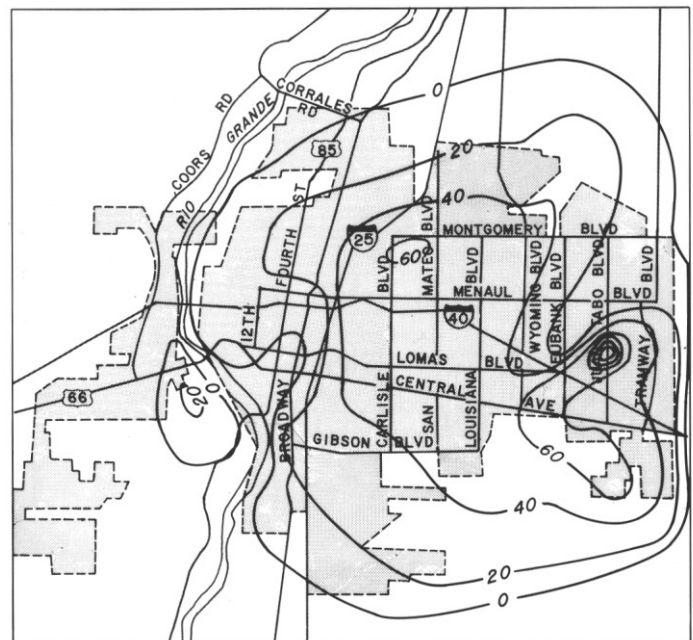 0
CORRALES
RD
COORS RD
RIO GRANDE
85
20
FOURTH ST
40
25
MONTGOMERY BLVD
60
CARLISLE BLVD
SAN MATEO BLVD
LOUISIANA BLVD
WYOMING BLVD
EUBANK BLVD
TABO BLVD
TRAMWAY BLVD
MENAUL BLVD
12TH
40
LOMAS BLVD
CENTRAL AVE
66
20
0
BROADWAY
GIBSON BLVD
60
40
20
0